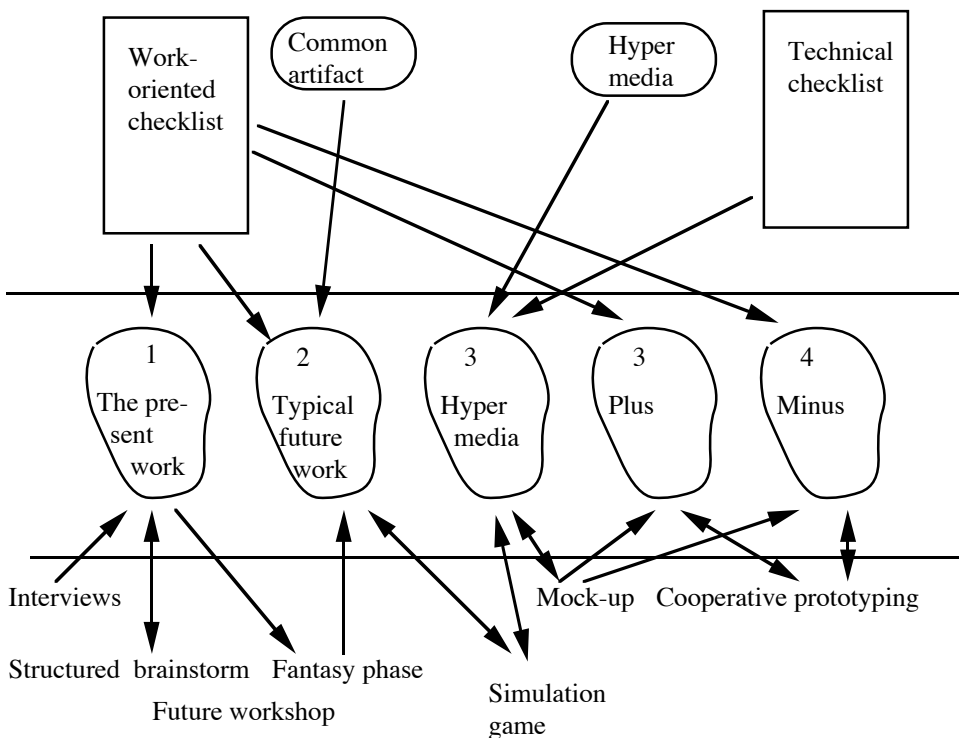 Work-
oriented
checklist
Common
artifact
Hyper
media
Technical
checklist
1
The pre-
sent
work
2
Typical
future
work
3
Hyper
media
3
Plus
4
Minus
Interviews
Mock-up
Cooperative prototyping
Structured brainstorm
Fantasy phase
Future workshop
Simulation
game